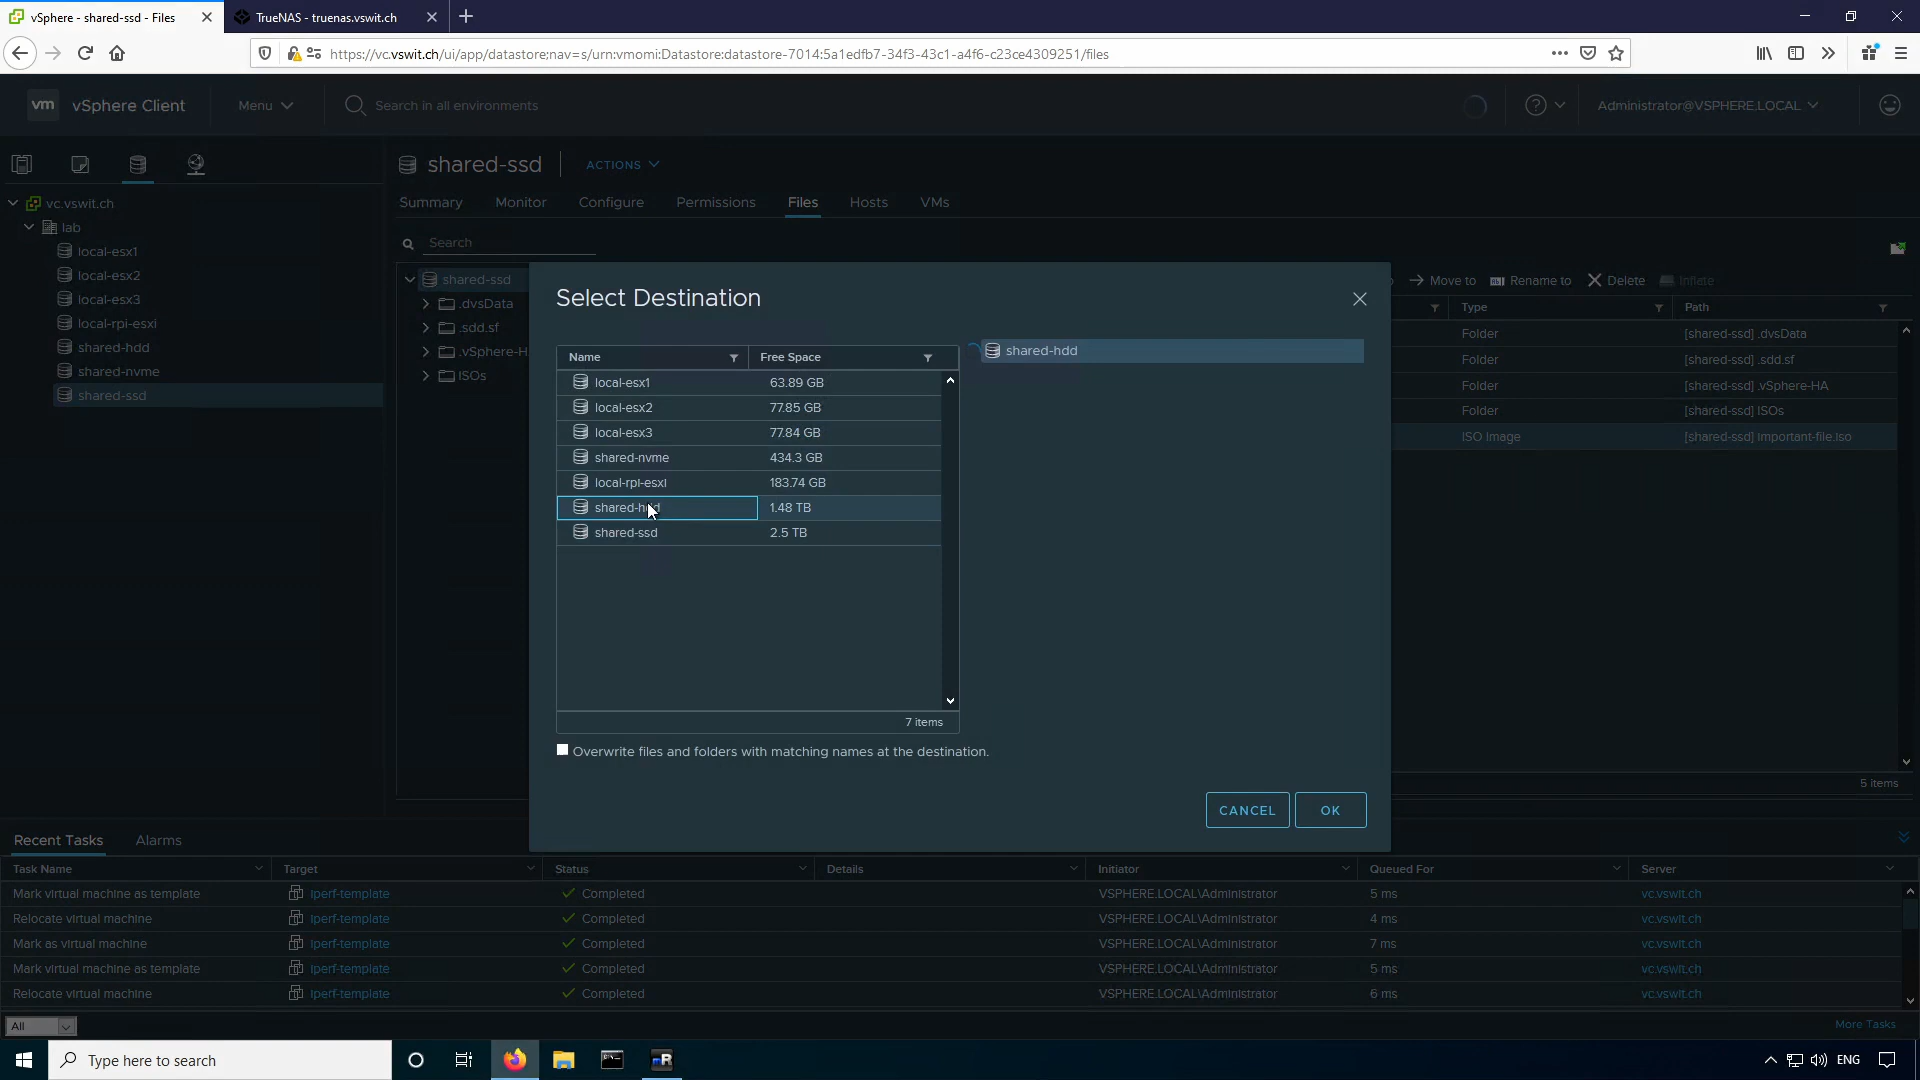 vSphere - shared-ssd - Files
TrueNAS - truenas.vswit.ch
https://vc.vswit.ch/ui/app/datastore;nav=s/urn:vmomi:Datastore:datastore-7014:5a1edfb7-34f3-43c1-a4f6-c23ce4309251/files
vm vSphere Client
Menu
Search in all environments
Administrator@VSPHERE.LOCAL
vc.vswit.ch
lab
local-esx1
local-esx2
local-esx3
local-rpi-esxi
shared-hdd
shared-nvme
shared-ssd
shared-ssd
ACTIONS
Summary Monitor Configure Permissions Files Hosts VMs
Search
shared-ssd
.dvsData
.sdd.sf
.vSphere-H
ISOs
Move to Rename to Delete Inflate
Type Path
Folder [shared-ssd] .dvsData
Folder [shared-ssd] .sdd.sf
Folder [shared-ssd] .vSphere-HA
Folder [shared-ssd] ISOs
ISO Image [shared-ssd] important-file.iso
5 items
Select Destination
Name Free Space
local-esx1 63.89 GB
local-esx2 77.85 GB
local-esx3 77.84 GB
shared-nvme 434.3 GB
local-rpi-esxi 183.74 GB
shared-hdd 1.48 TB
shared-ssd 2.5 TB
7 items
shared-hdd
Overwrite files and folders with matching names at the destination.
CANCEL OK
Recent Tasks Alarms
Task Name Target Status Details Initiator Queued For Server
Mark virtual machine as template iperf-template Completed VSPHERE.LOCAL\Administrator 5 ms vc.vswit.ch
Relocate virtual machine iperf-template Completed VSPHERE.LOCAL\Administrator 4 ms vc.vswit.ch
Mark as virtual machine iperf-template Completed VSPHERE.LOCAL\Administrator 7 ms vc.vswit.ch
Mark virtual machine as template iperf-template Completed VSPHERE.LOCAL\Administrator 5 ms vc.vswit.ch
Relocate virtual machine iperf-template Completed VSPHERE.LOCAL\Administrator 6 ms vc.vswit.ch
All
More Tasks
Type here to search
ENG